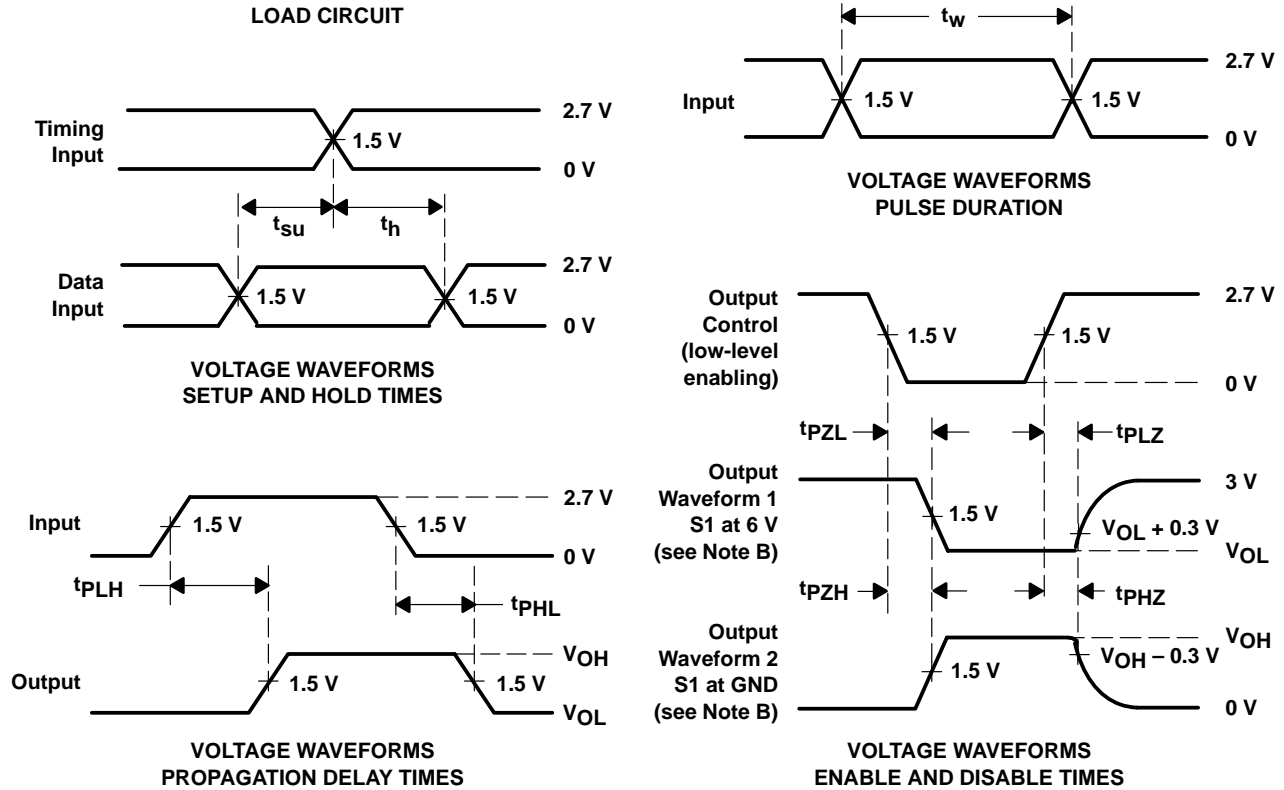 LOAD CIRCUIT
Timing
Input
2.7 V
1.5 V
0 V
tsu
th
Data
Input
2.7 V
1.5 V
1.5 V
0 V
VOLTAGE WAVEFORMS
SETUP AND HOLD TIMES
tw
Input
2.7 V
1.5 V
1.5 V
0 V
VOLTAGE WAVEFORMS
PULSE DURATION
Input
2.7 V
1.5 V
1.5 V
0 V
tPLH
tPHL
Output
VOH
1.5 V
1.5 V
VOL
VOLTAGE WAVEFORMS
PROPAGATION DELAY TIMES
Output
Control
(low-level
enabling)
2.7 V
1.5 V
1.5 V
0 V
tPZL
tPLZ
Output
Waveform 1
S1 at 6 V
(see Note B)
3 V
1.5 V
VOL + 0.3 V
VOL
tPZH
tPHZ
Output
Waveform 2
S1 at GND
(see Note B)
VOH
VOH – 0.3 V
1.5 V
0 V
VOLTAGE WAVEFORMS
ENABLE AND DISABLE TIMES